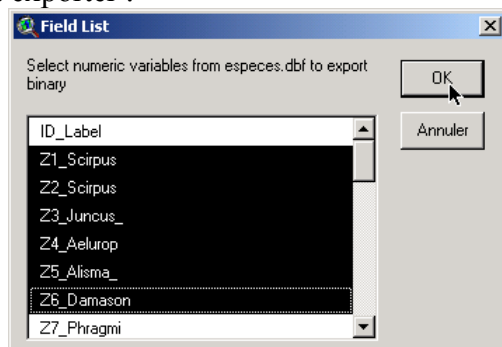 exporter :
Field List
Select numeric variables from especes.dbf to export
binary
OK
Annuler
ID_Label
Z1_Scirpus
Z2_Scirpus
Z3_Juncus_
Z4_Aelurop
Z5_Alisma_
Z6_Damason
Z7_Phragmi